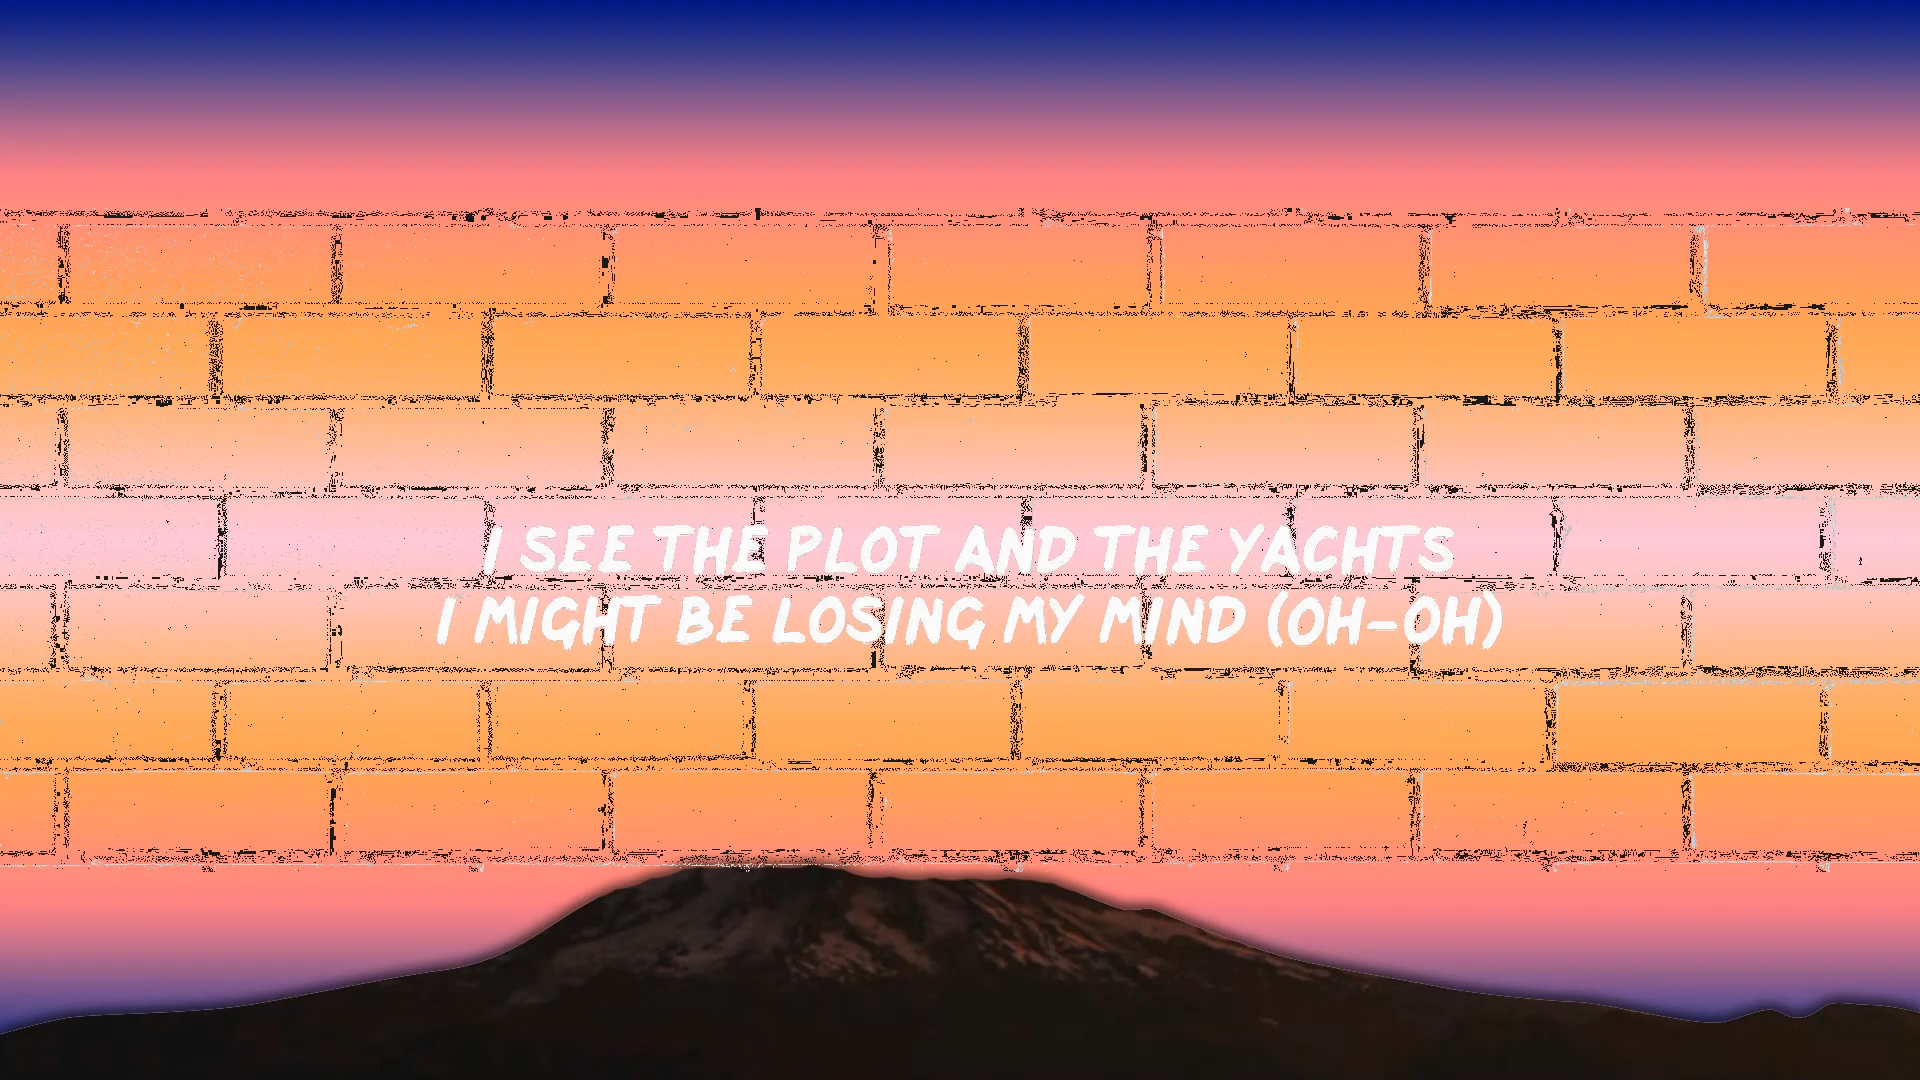 I SEE THE PLOT AND THE YACHTS
I MIGHT BE LOSING MY MIND (OH-OH)